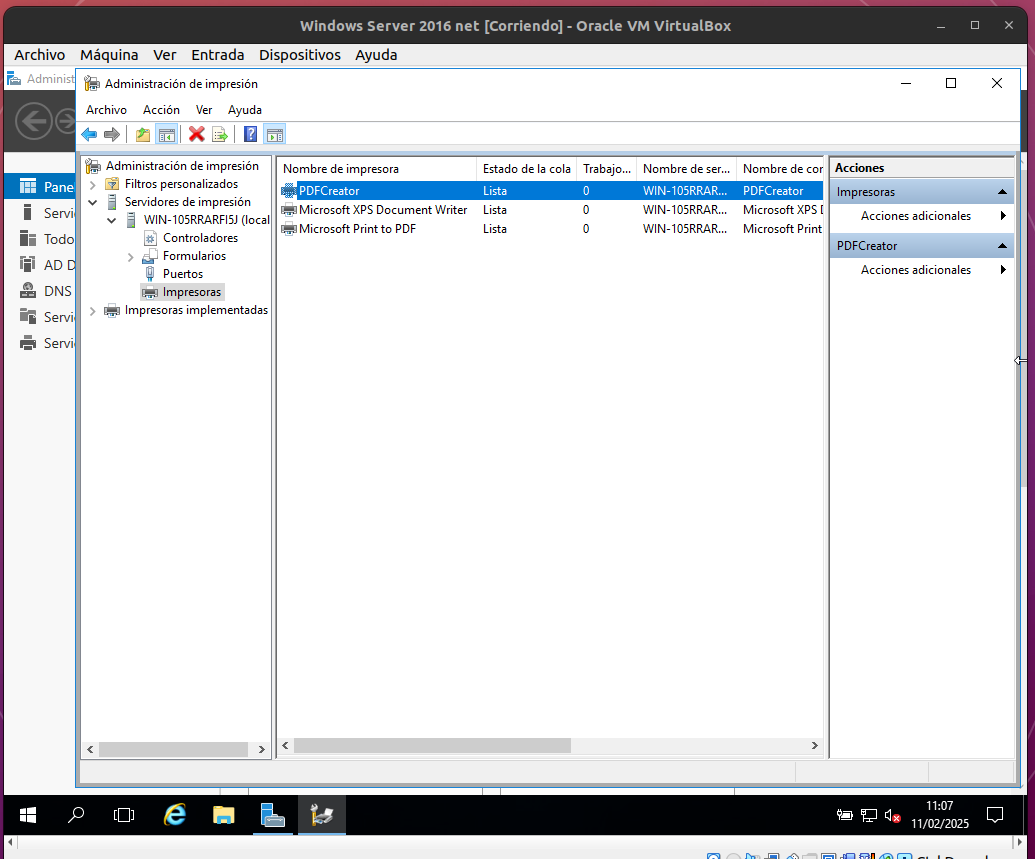 Windows Server 2016 net [Corriendo] - Oracle VM VirtualBox
Archivo Máquina Ver Entrada Dispositivos Ayuda
Administ
Administración de impresión
Archivo Acción Ver Ayuda
Pane
Servi
Todo
AD D
DNS
Servi
Servi
Administración de impresión
Filtros personalizados
Servidores de impresión
WIN-105RRARFI5J (local
Controladores
Formularios
Puertos
Impresoras
Impresoras implementadas
Nombre de impresora Estado de la cola Trabajo... Nombre de ser... Nombre de cor
PDFCreator Lista 0 WIN-105RRAR... PDFCreator
Microsoft XPS Document Writer Lista 0 WIN-105RRAR... Microsoft XPS D
Microsoft Print to PDF Lista 0 WIN-105RRAR... Microsoft Print
Acciones
Impresoras
Acciones adicionales
PDFCreator
Acciones adicionales
11:07
11/02/2025